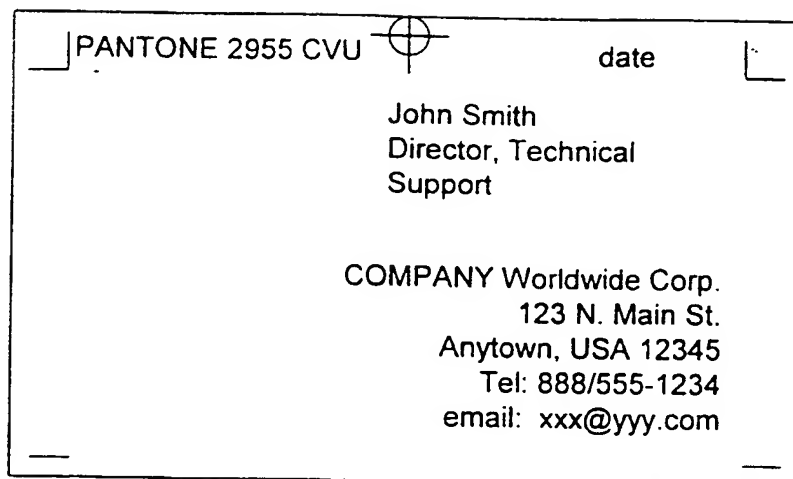 PANTONE 2955 CVU date
John Smith
Director, Technical
Support
COMPANY Worldwide Corp.
123 N. Main St.
Anytown, USA 12345
Tel: 888/555-1234
email: xxx@yyy.com